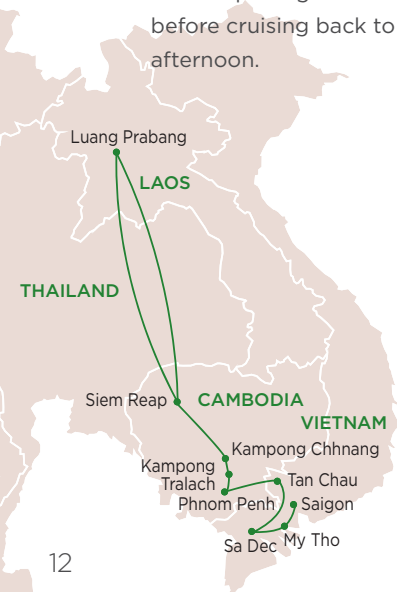 before cruising back to
afternoon.
Luang Prabang
LAOS
THAILAND
Siem Reap
CAMBODIA
VIETNAM
Kampong Chhnang
Kampong
Tralach
Tan Chau
Phnom Penh
Saigon
Sa Dec
My Tho
12